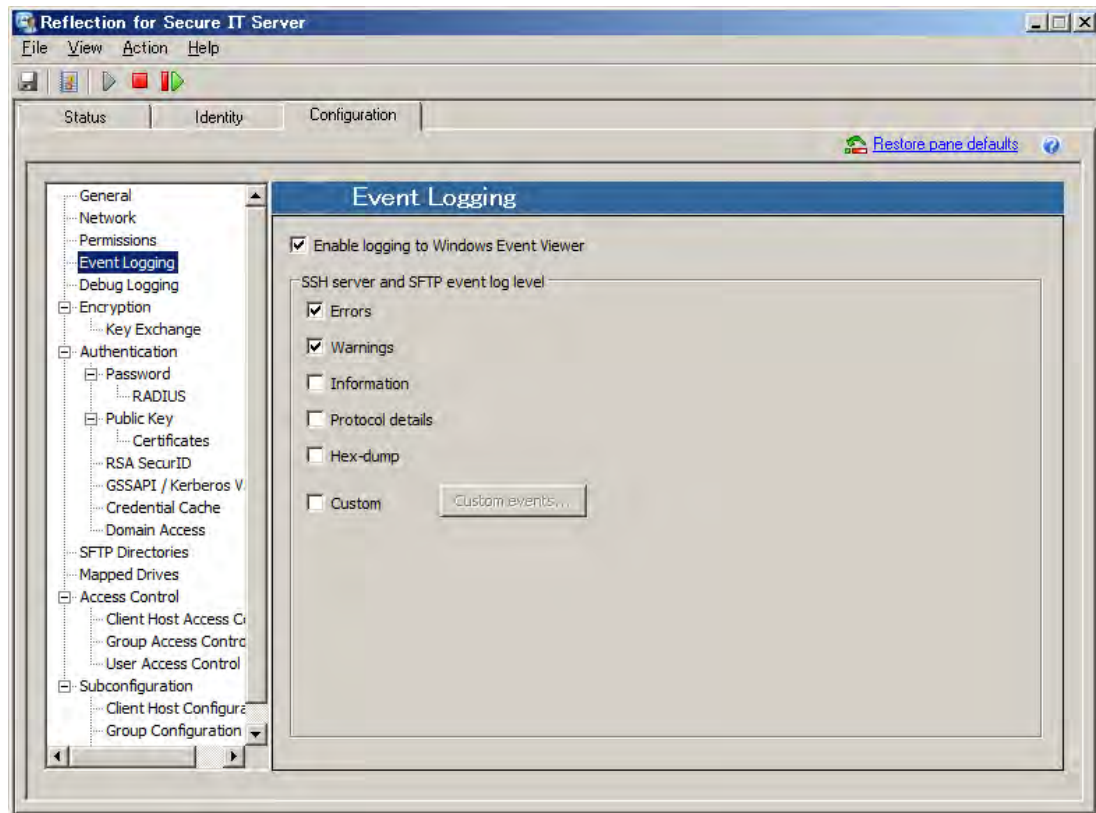 Reflection for Secure IT Server
File View Action Help
Status Identity Configuration
Restore pane defaults
General
Network
Permissions
Event Logging
Debug Logging
Encryption
Key Exchange
Authentication
Password
RADIUS
Public Key
Certificates
RSA SecurID
GSSAPI / Kerberos V
Credential Cache
Domain Access
SFTP Directories
Mapped Drives
Access Control
Client Host Access C
Group Access Contro
User Access Control
Subconfiguration
Client Host Configura
Group Configuration
Event Logging
Enable logging to Windows Event Viewer
SSH server and SFTP event log level
Errors
Warnings
Information
Protocol details
Hex-dump
Custom Custom events...